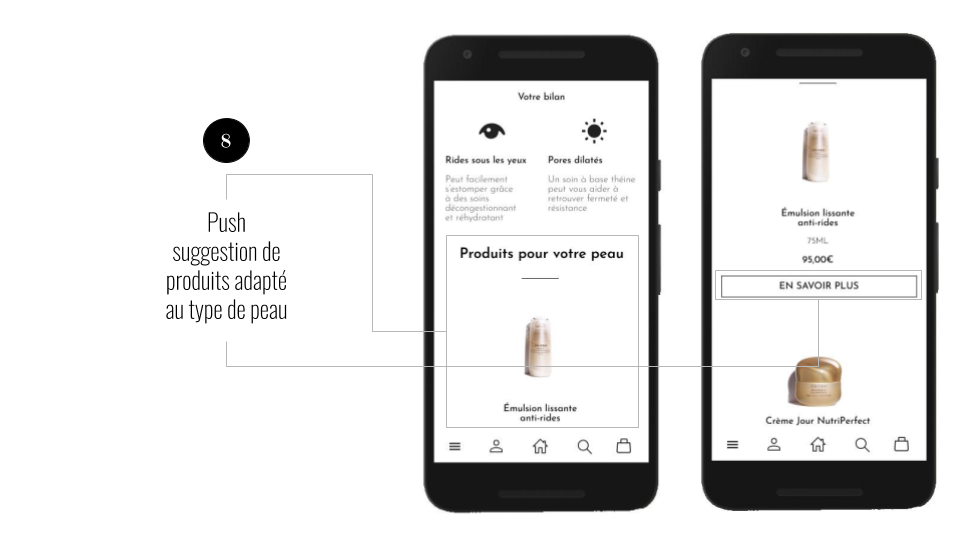 8
Push
suggestion de
produits adapté
au type de peau
Votre bilan
Rides sous les yeux
Peut facilement
s'estomper grâce
à des soins
décongestionnant
et réhydratant
Pores dilatés
Un soin à base théine
peut vous aider à
retrouver fermeté et
résistance
Produits pour votre peau
Émulsion lissante
anti-rides
Émulsion lissante
anti-rides
75ML
95,00€
EN SAVOIR PLUS
Crème Jour NutriPerfect